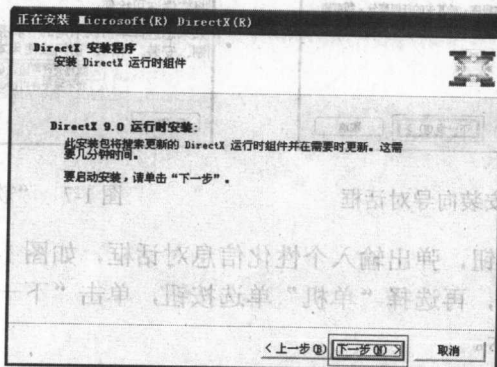 正在安装 Microsoft(R) DirectX(R)
DirectX 安装程序
安装 DirectX 运行时组件
DirectX 9.0 运行时安装:
此安装包将搜索更新的 DirectX 运行时组件并在需要时更新。这需
要几分钟时间。
要启动安装，请单击“下一步”。
<上一步(B) 下一步(N)> 取消